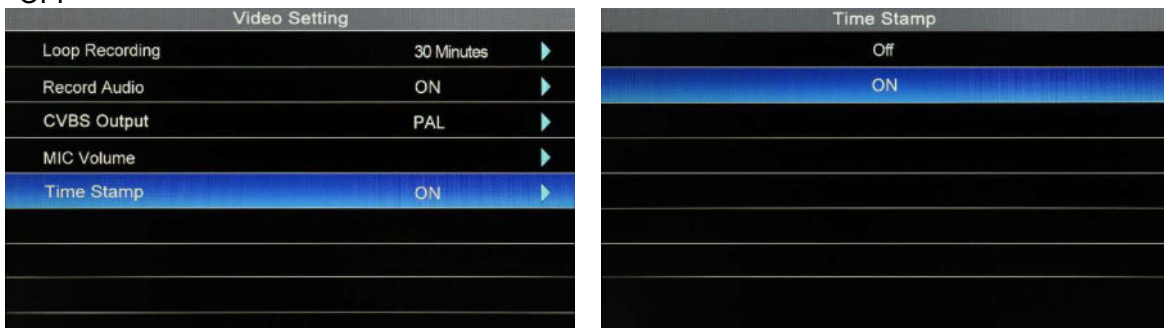 Video Setting
Loop Recording 30 Minutes
Record Audio ON
CVBS Output PAL
MIC Volume
Time Stamp ON
Time Stamp
Off
ON